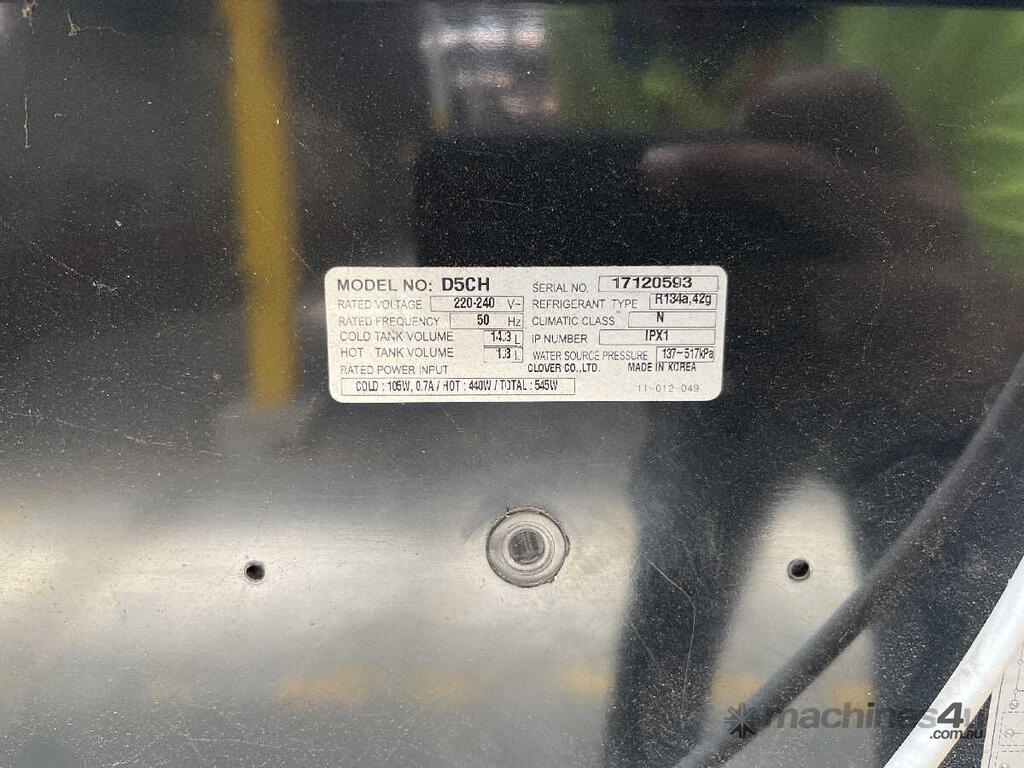 MODEL NO: D5CH
SERIAL NO. 17120593
RATED VOLTAGE 220-240 V~
REFRIGERANT TYPE R134a,42g
RATED FREQUENCY 50 Hz
CLIMATIC CLASS N
COLD TANK VOLUME 14.3 L
IP NUMBER IPX1
HOT TANK VOLUME 1.8 L
WATER SOURCE PRESSURE 137~517kPa
RATED POWER INPUT
CLOVER CO.,LTD. MADE IN KOREA
COLD : 105W, 0.7A / HOT : 440W / TOTAL : 545W
11-012-049
machines4u
.com.au